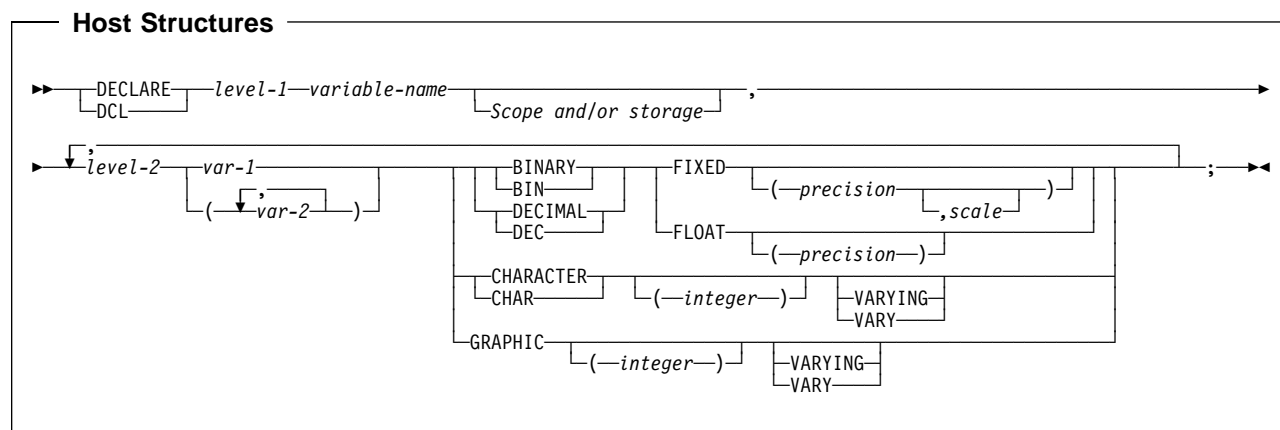 Host Structures
DECLARE level-1 variable-name ,
DCL Scope and/or storage
,
level-2 var-1 BINARY FIXED ;
, BIN ( precision )
( var-2 ) DECIMAL ,scale
DEC FLOAT
( precision )
CHARACTER
CHAR ( integer ) VARYING
VARY
GRAPHIC
( integer ) VARYING
VARY